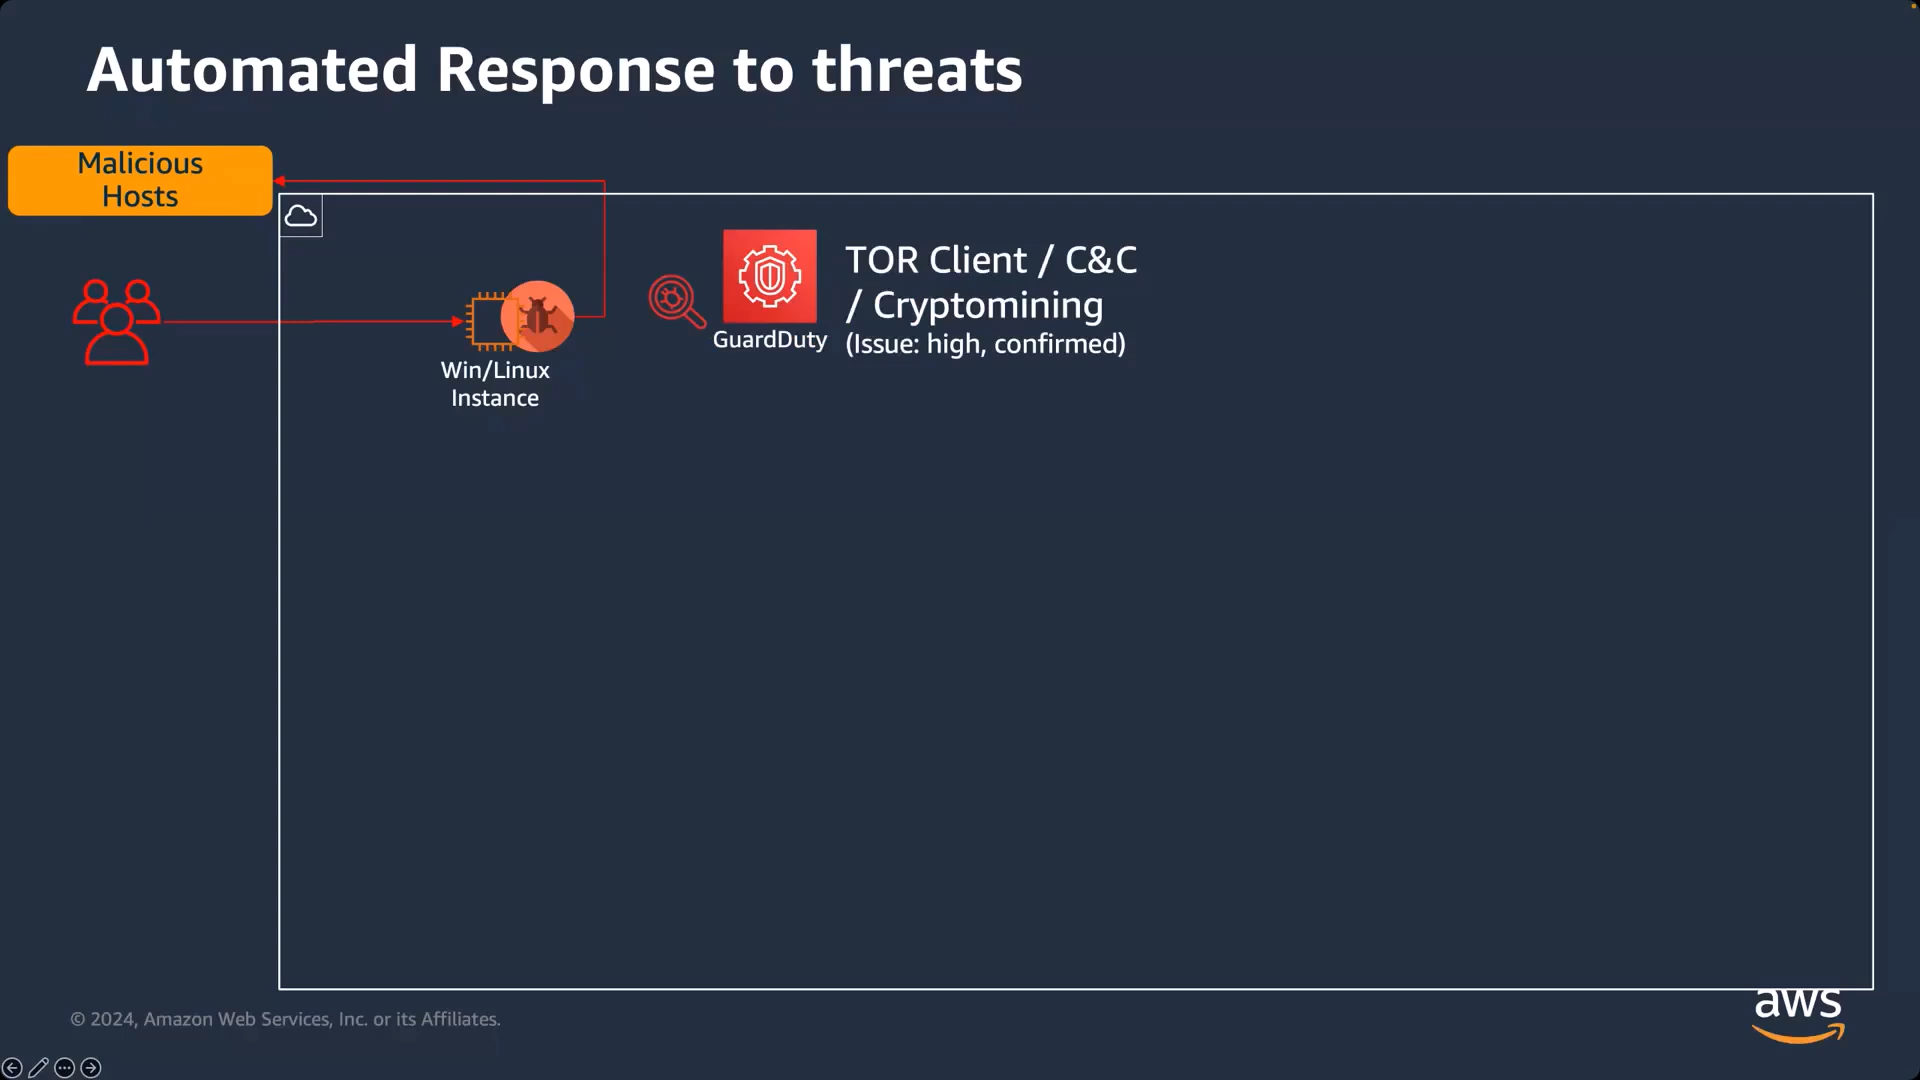 Automated Response to threats
Malicious
Hosts
TOR Client / C&C
/ Cryptomining
GuardDuty
(Issue: high, confirmed)
Win/Linux
Instance
© 2024, Amazon Web Services, Inc. or its Affiliates.
aws